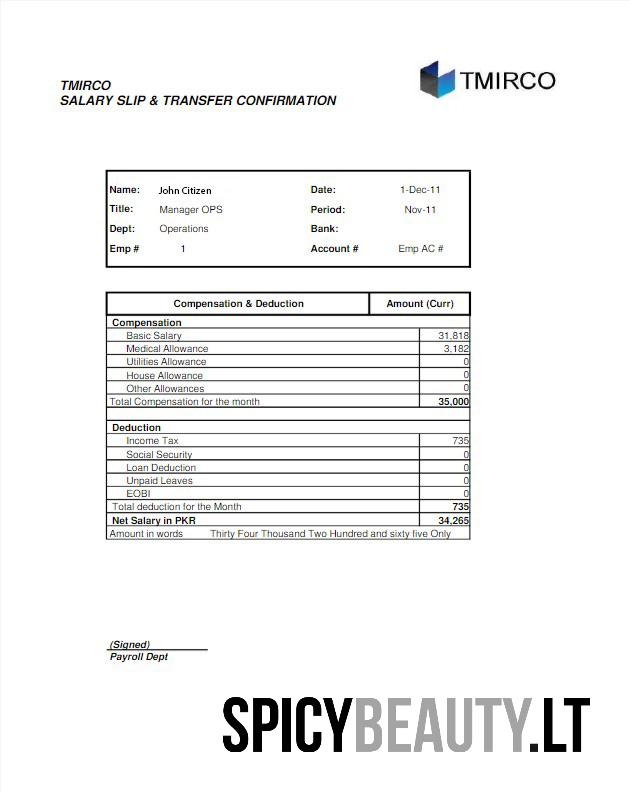 TMIRCO
TMIRCO
SALARY SLIP & TRANSFER CONFIRMATION
Name: John Citizen Date: 1-Dec-11
Title: Manager OPS Period: Nov-11
Dept: Operations Bank:
Emp # 1 Account # Emp AC #
Compensation & Deduction Amount (Curr)
Compensation
Basic Salary 31,818
Medical Allowance 3,182
Utilities Allowance 0
House Allowance 0
Other Allowances 0
Total Compensation for the month 35,000
Deduction
Income Tax 735
Social Security 0
Loan Deduction 0
Unpaid Leaves 0
EOBI 0
Total deduction for the Month 735
Net Salary in PKR 34,265
Amount in words Thirty Four Thousand Two Hundred and sixty five Only
(Signed)
Payroll Dept
SPICYBEAUTY.LT